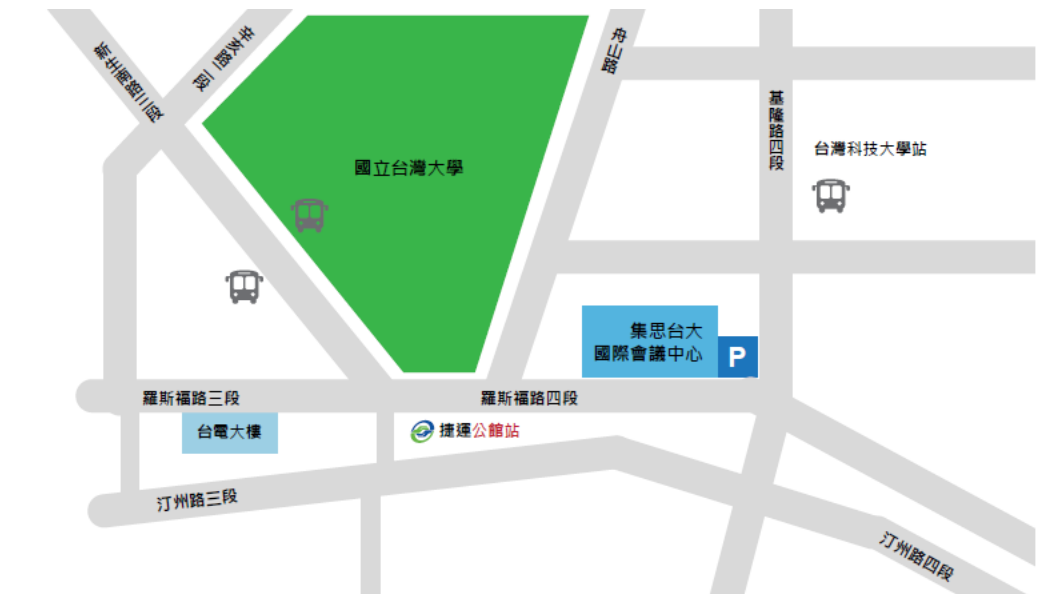 新生南路三段
辛亥路二段
舟山路
基隆路四段
台灣科技大學站
國立台灣大學
集思台大
國際會議中心
P
羅斯福路三段
羅斯福路四段
台電大樓
捷運公館站
汀州路三段
汀州路四段